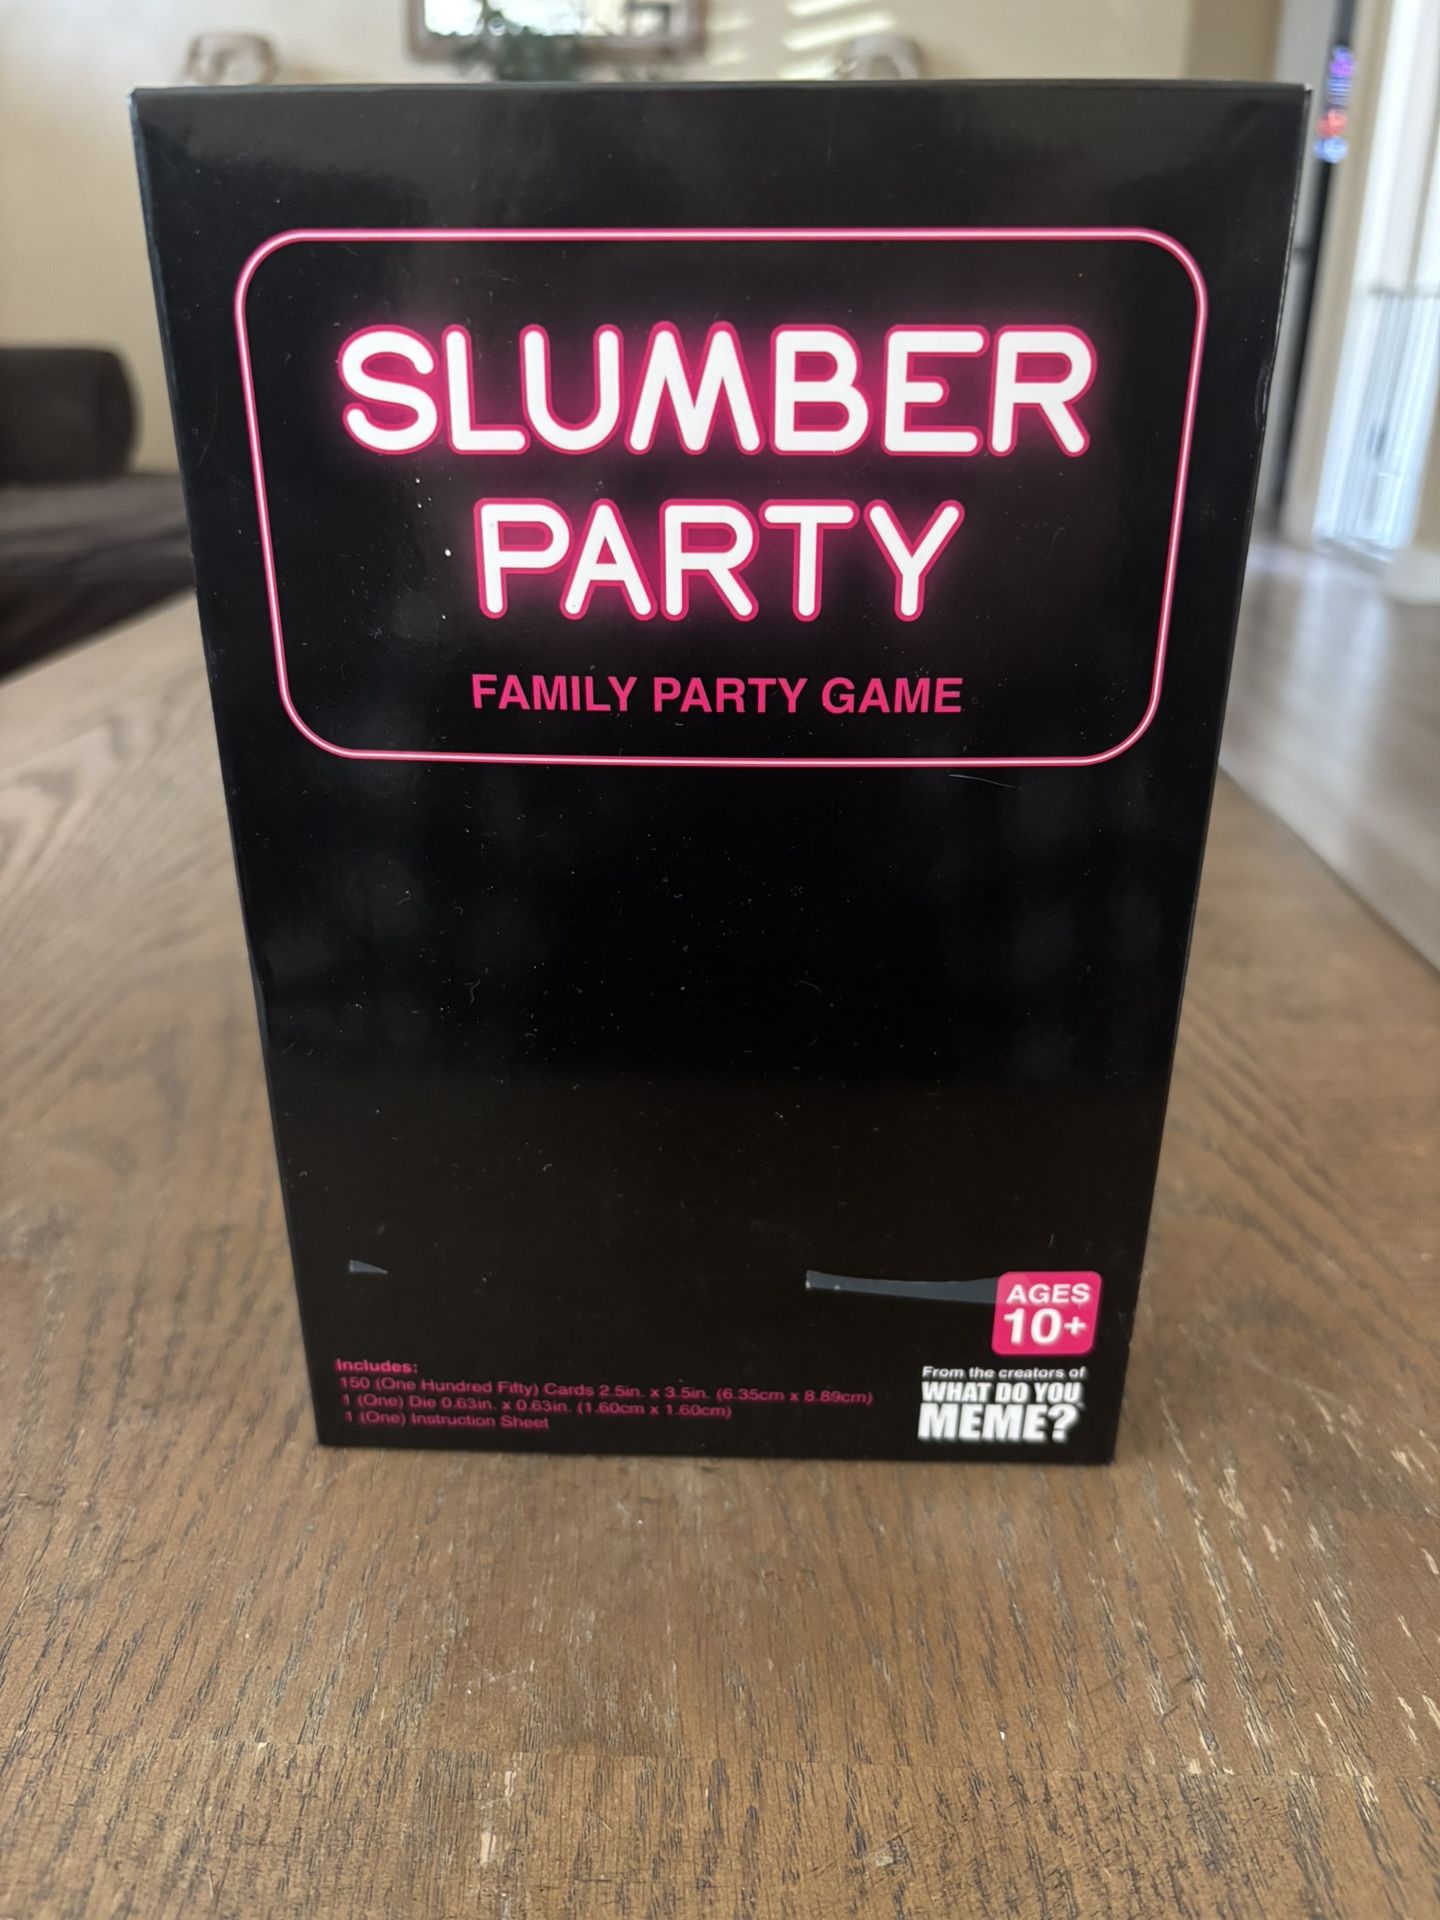 SLUMBER
PARTY
FAMILY PARTY GAME
AGES
10+
Includes:
150 (One Hundred Fifty) Cards 2.5in. x 3.5in. (6.35cm x 8.89cm)
1 (One) Die 0.63in. x 0.63in. (1.60cm x 1.60cm)
1 (One) Instruction Sheet
From the creators of
WHAT DO YOU
MEME?